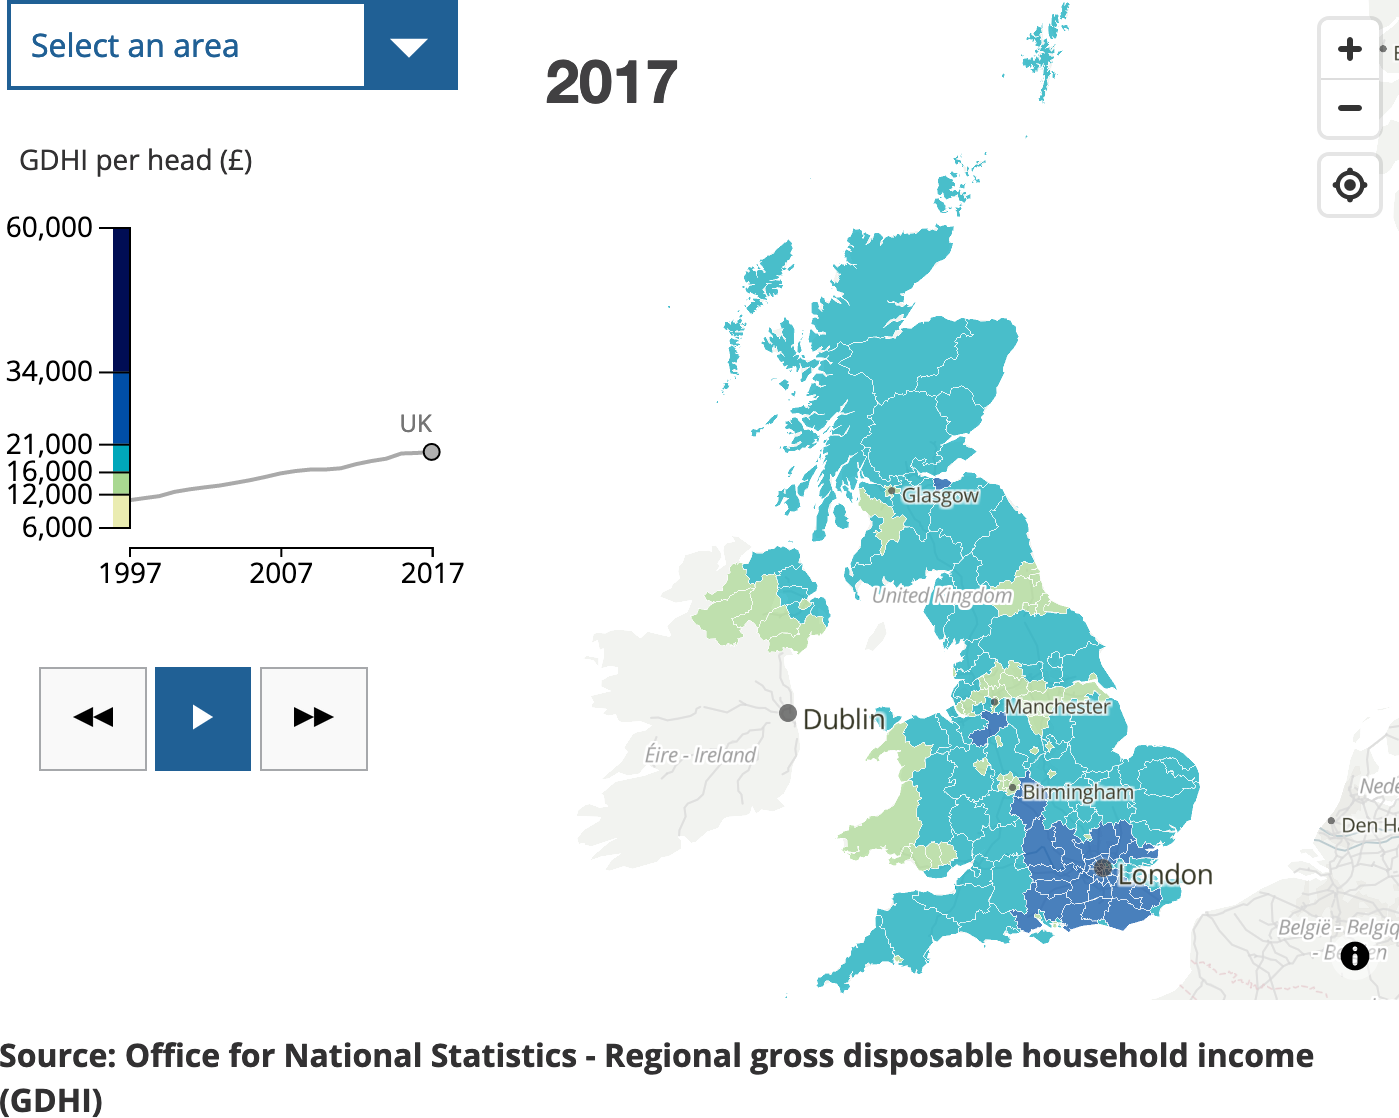 Select an area
2017
GDHI per head (£)
60,000
34,000
21,000
16,000
12,000
6,000
UK
1997
2007
2017
Glasgow
United Kingdom
Manchester
Dublin
Éire - Ireland
Birmingham
London
Den H
België - Belgiq
Source: Office for National Statistics - Regional gross disposable household income
(GDHI)